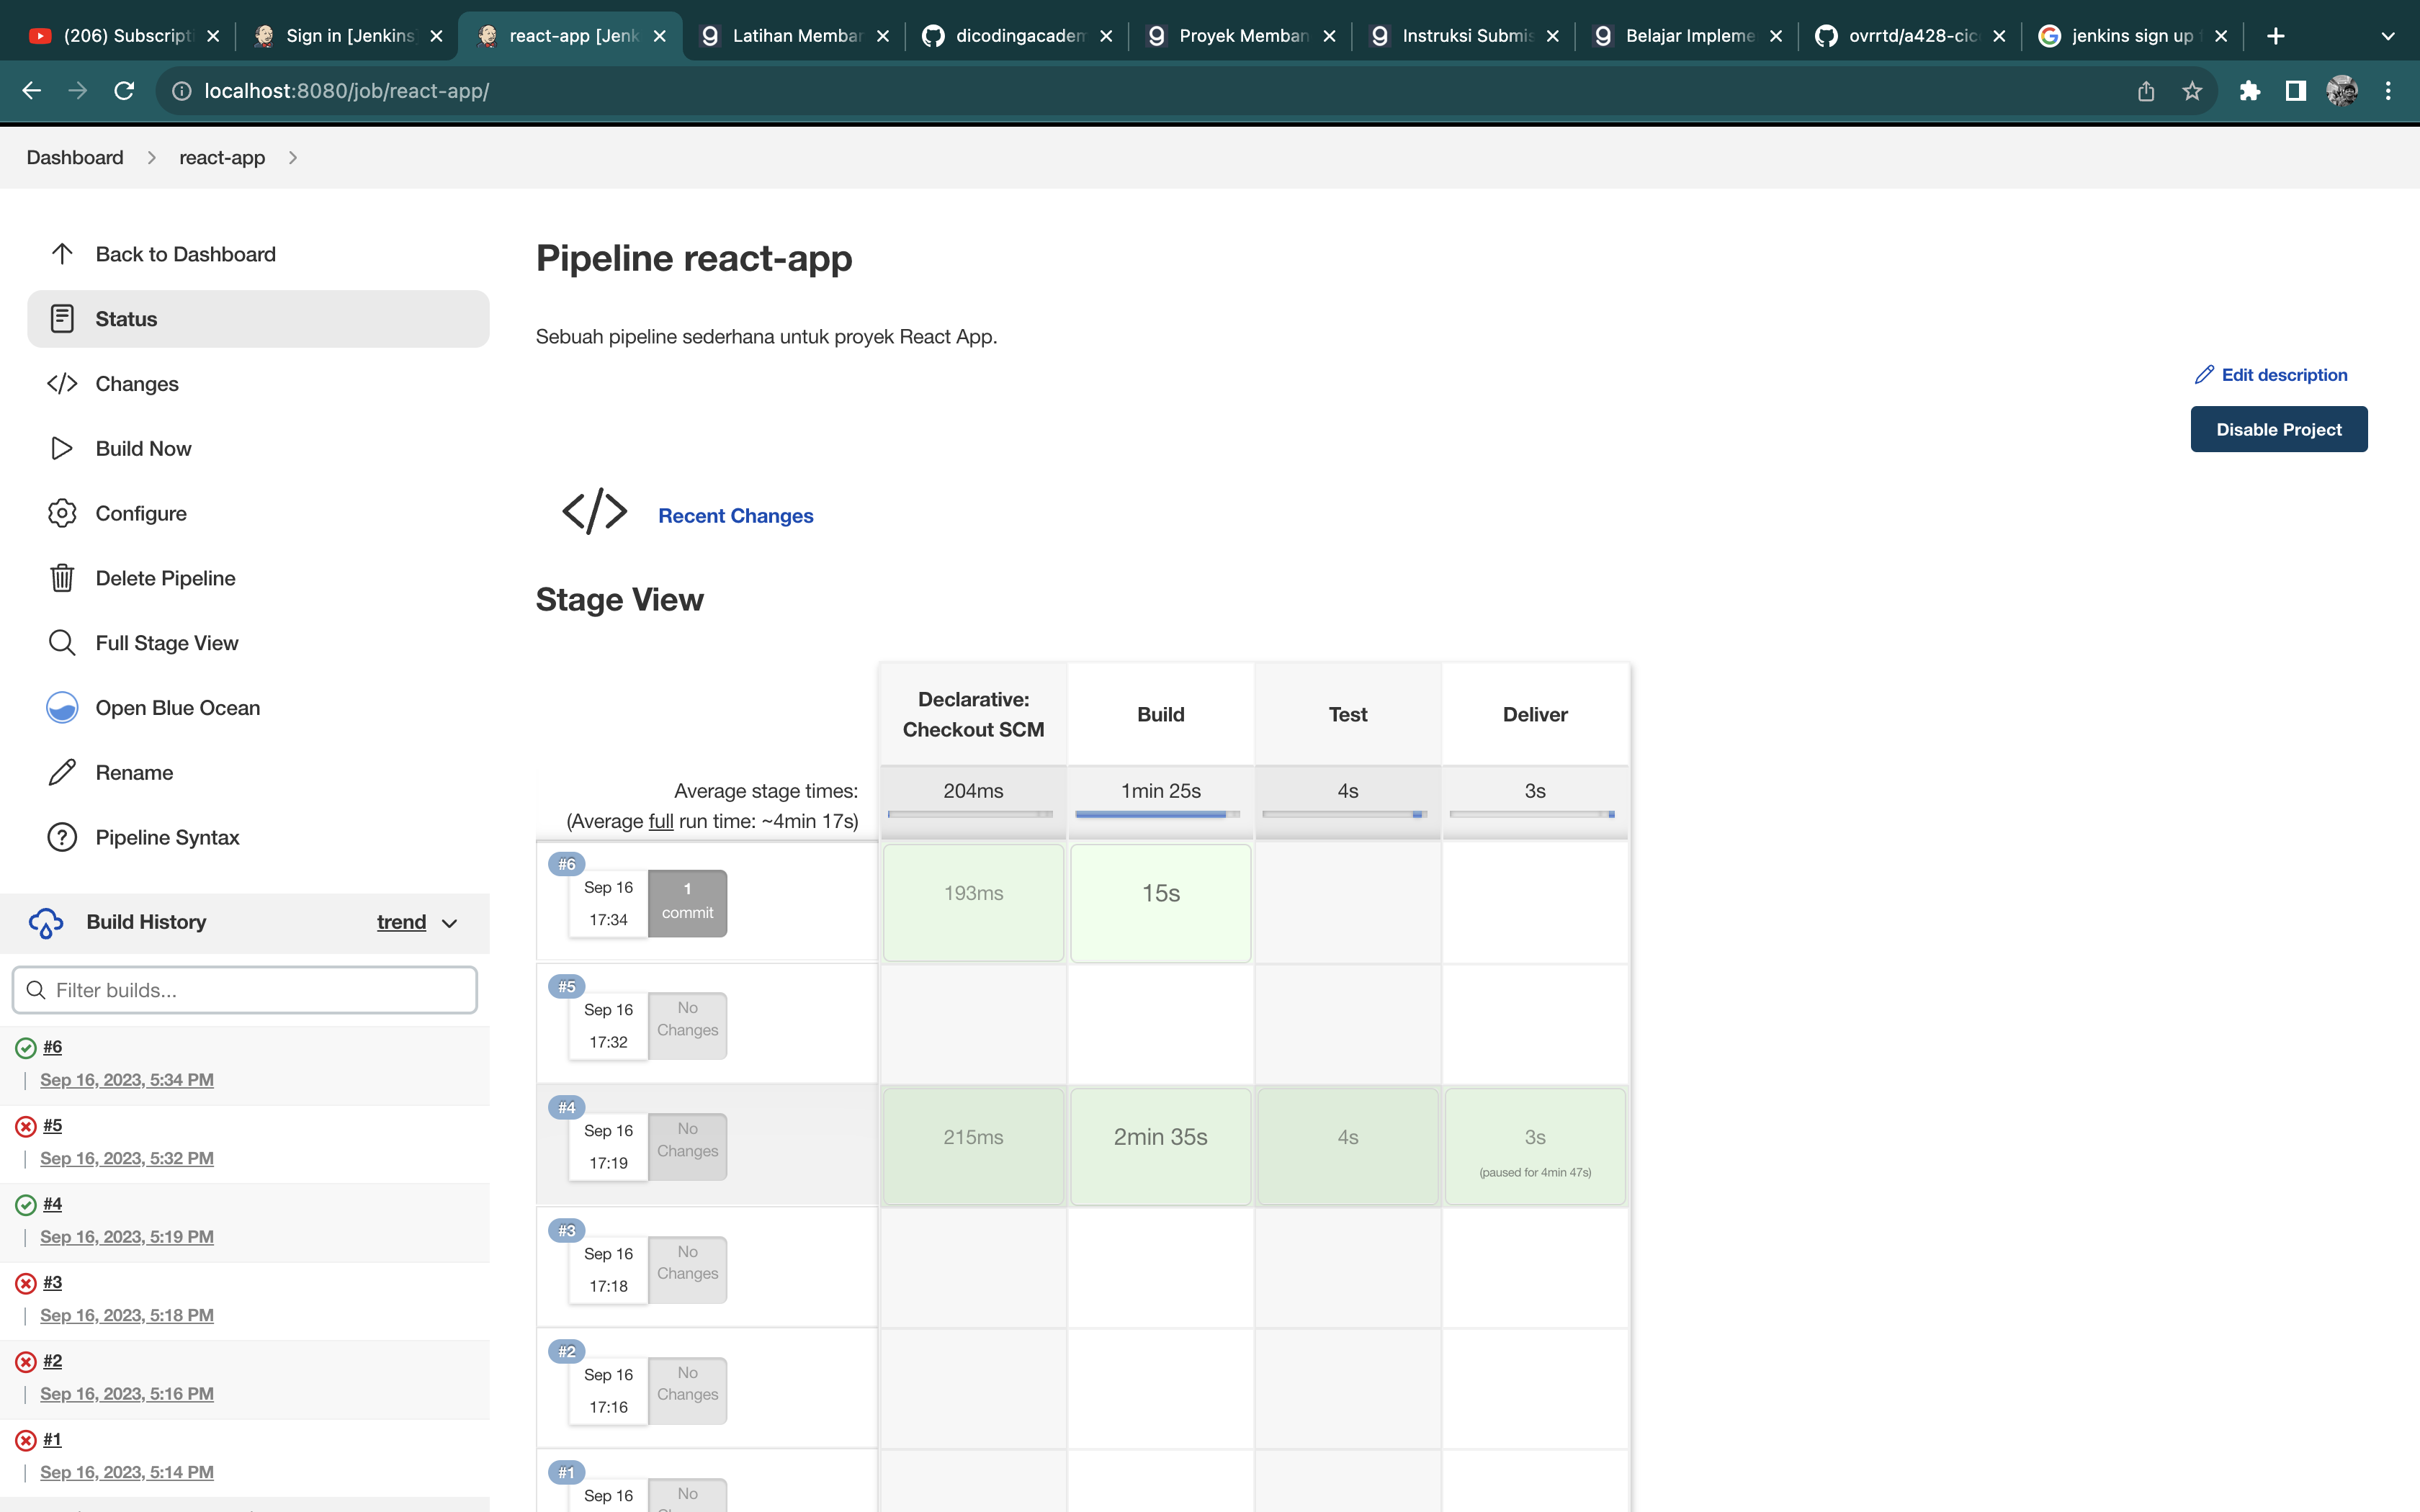 (206) Subscripti
Sign in [Jenkins
react-app [Jenk
Latihan Membar
dicodingacadem
Proyek Memban
Instruksi Submis
Belajar Impleme
ovrrtd/a428-cic
jenkins sign up
localhost:8080/job/react-app/
Dashboard
react-app
Back to Dashboard
Status
Changes
Build Now
Configure
Delete Pipeline
Full Stage View
Open Blue Ocean
Rename
Pipeline Syntax
Build History
trend
Filter builds...
#6
Sep 16, 2023, 5:34 PM
#5
Sep 16, 2023, 5:32 PM
#4
Sep 16, 2023, 5:19 PM
#3
Sep 16, 2023, 5:18 PM
#2
Sep 16, 2023, 5:16 PM
#1
Sep 16, 2023, 5:14 PM
Pipeline react-app
Sebuah pipeline sederhana untuk proyek React App.
Edit description
Disable Project
Recent Changes
Stage View
Declarative:
Checkout SCM
Build
Test
Deliver
Average stage times:
(Average full run time: ~4min 17s)
204ms
1min 25s
4s
3s
#6
Sep 16
17:34
1
commit
193ms
15s
#5
Sep 16
17:32
No
Changes
#4
Sep 16
17:19
No
Changes
215ms
2min 35s
4s
3s
(paused for 4min 47s)
#3
Sep 16
17:18
No
Changes
#2
Sep 16
17:16
No
Changes
#1
Sep 16
No